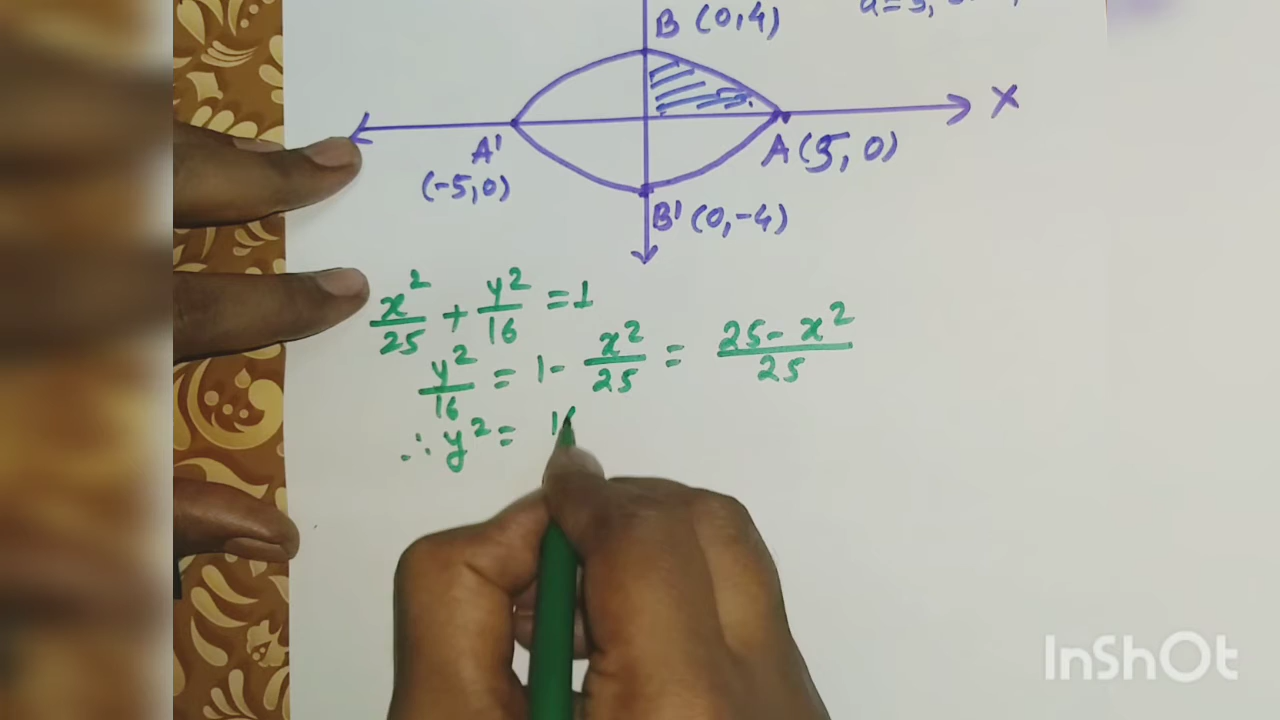 B (0,4)
X
A'
A (5, 0)
(-5,0)
B' (0,-4)
x²/25 + y²/16 = 1
y²/16 = 1 - x²/25 = 25 - x²/25
∴ y² = 1
InShOt